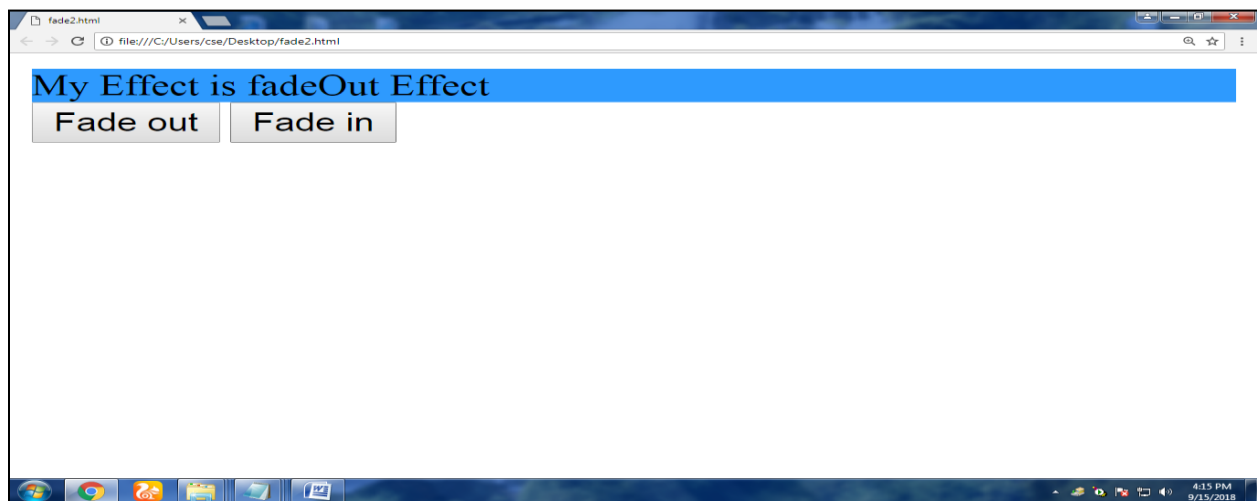 fade2.html
file:///C:/Users/cse/Desktop/fade2.html
My Effect is fadeOut Effect
Fade out Fade in
4:15 PM
9/15/2018